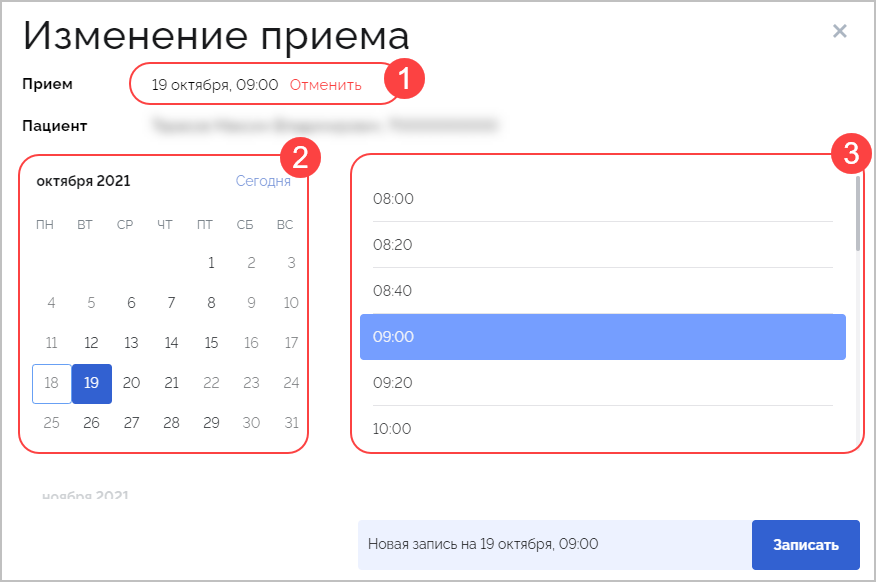 Изменение приема
×
Прием 19 октября, 09:00 Отменить 1
Пациент
2
октября 2021 Сегодня
ПН ВТ СР ЧТ ПТ СБ ВС
1 2 3
4 5 6 7 8 9 10
11 12 13 14 15 16 17
18 19 20 21 22 23 24
25 26 27 28 29 30 31
ноября 2021
3
08:00
08:20
08:40
09:00
09:20
10:00
Новая запись на 19 октября, 09:00 Записать